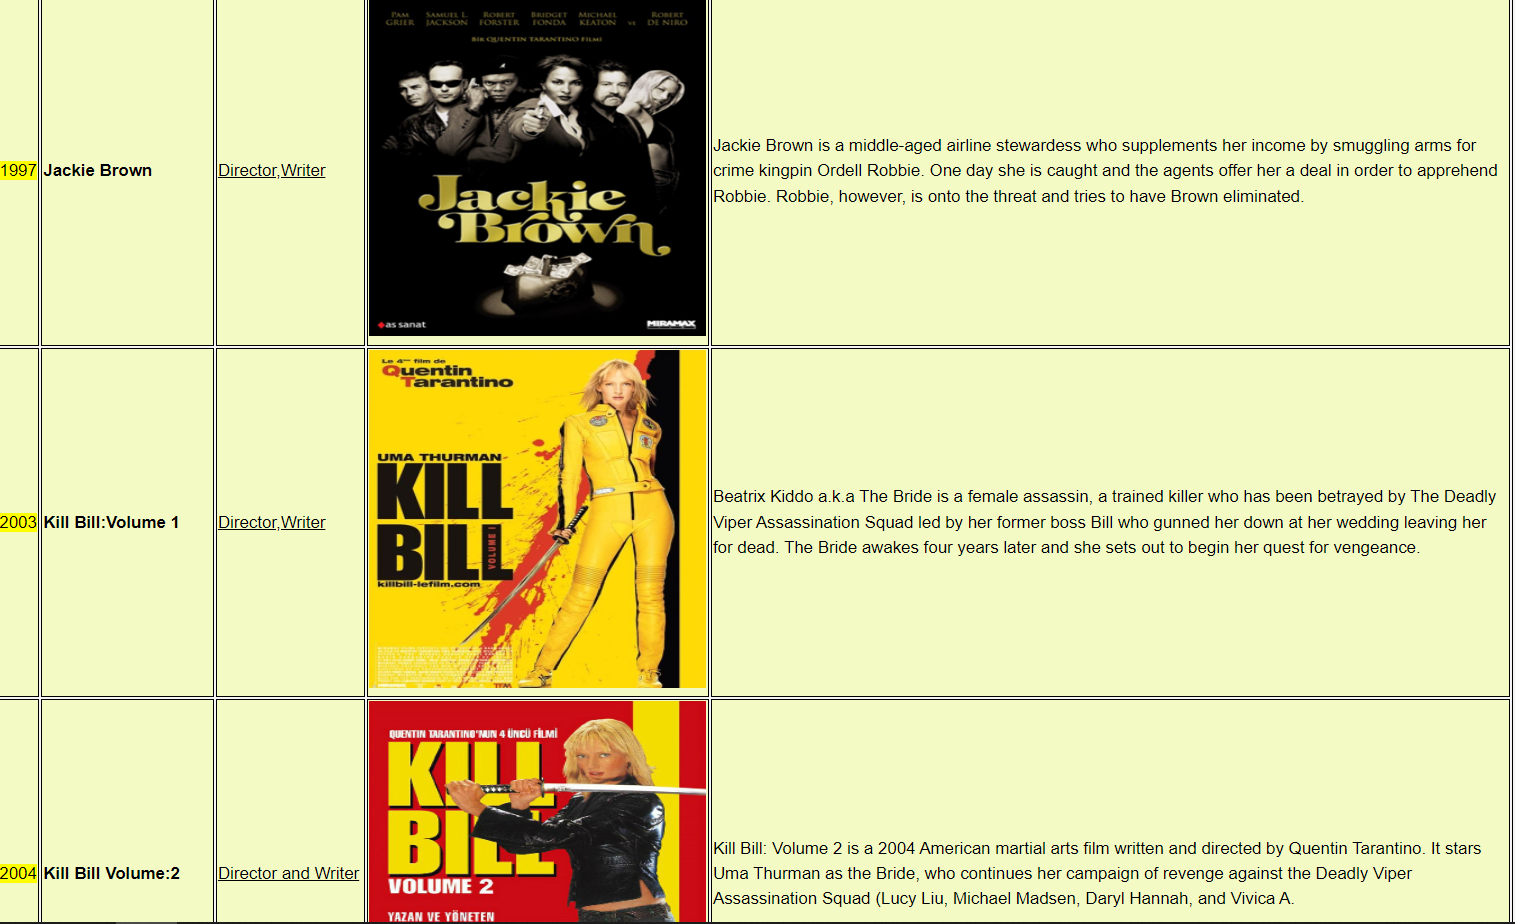 PAM GRIER SAMUEL L. JACKSON ROBERT FORSTER BRIDGET FONDA MICHAEL KEATON VE ROBERT DE NIRO
BIR QUENTIN TARANTINO FILMI
Jackie
Brown
as sanat
MIRAMAX
1997
Jackie Brown
Director,Writer
Jackie Brown is a middle-aged airline stewardess who supplements her income by smuggling arms for
crime kingpin Ordell Robbie. One day she is caught and the agents offer her a deal in order to apprehend
Robbie. Robbie, however, is onto the threat and tries to have Brown eliminated.
2003
Kill Bill:Volume 1
Director,Writer
Le 4ème film de
Quentin
Tarantino
UMA THURMAN
KILL
BILL
VOLUME 1
killbill-lefilm.com
TFM
Beatrix Kiddo a.k.a The Bride is a female assassin, a trained killer who has been betrayed by The Deadly
Viper Assassination Squad led by her former boss Bill who gunned her down at her wedding leaving her
for dead. The Bride awakes four years later and she sets out to begin her quest for vengeance.
2004
Kill Bill Volume:2
Director and Writer
QUENTIN TARANTINO'NUN 4 ÜNCÜ FİLMİ
KILL
BILL
VOLUME 2
YAZAN VE YÖNETEN
Kill Bill: Volume 2 is a 2004 American martial arts film written and directed by Quentin Tarantino. It stars
Uma Thurman as the Bride, who continues her campaign of revenge against the Deadly Viper
Assassination Squad (Lucy Liu, Michael Madsen, Daryl Hannah, and Vivica A.